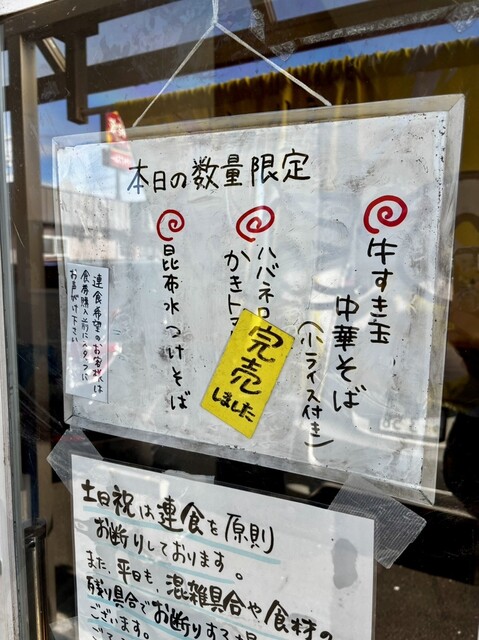 本日の数量限定
牛すき玉
中華そば
(小ライス付き)
ハバネロ
かきト
完売
しました
昆布水つけそば
連食希望のお客様は
食券購入前にスタッフに
お声がけ下さい
土日祝は連食を原則
お断りしております。
また、平日も、混雑具合や食材の
残り具合でお断りする
ございます。